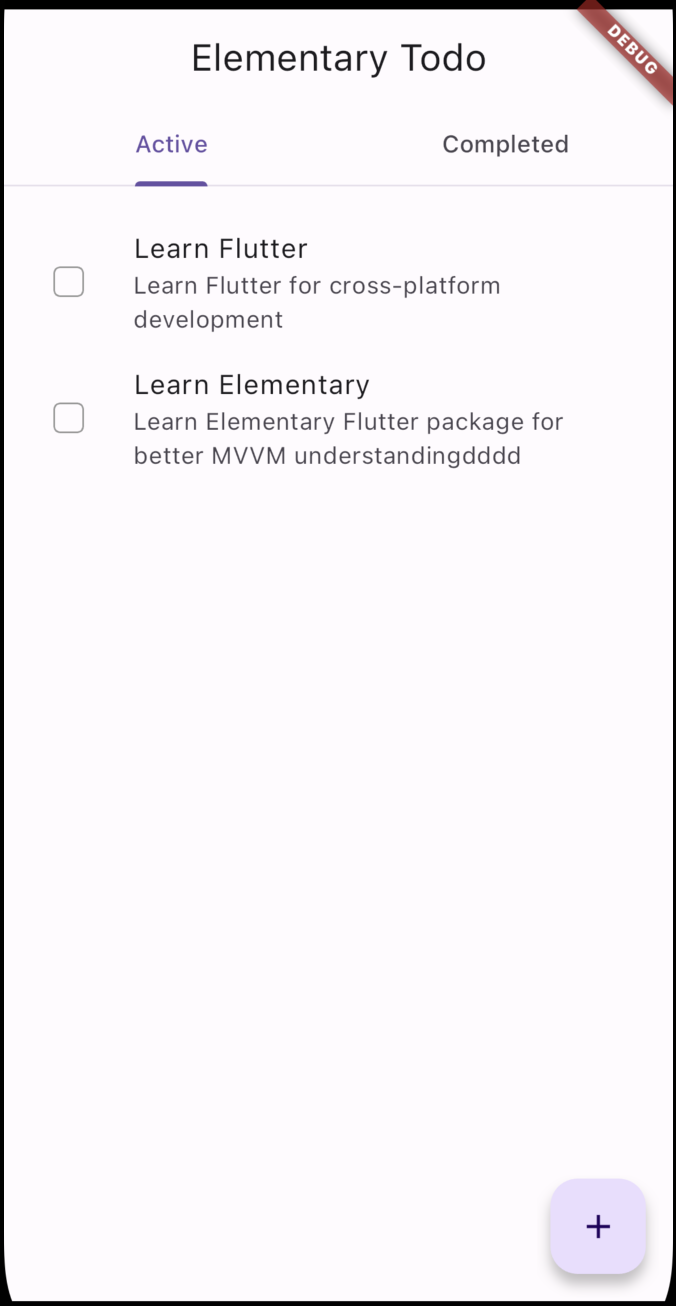 Elementary Todo
DEBUG
Active
Completed
Learn Flutter
Learn Flutter for cross-platform
development
Learn Elementary
Learn Elementary Flutter package for
better MVVM understandingdddd
+